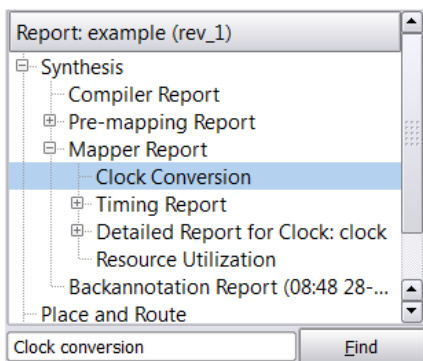 Report: example (rev_1)
Synthesis
Compiler Report
Pre-mapping Report
Mapper Report
Clock Conversion
Timing Report
Detailed Report for Clock: clock
Resource Utilization
Backannotation Report (08:48 28-...
Place and Route
Clock conversion Find